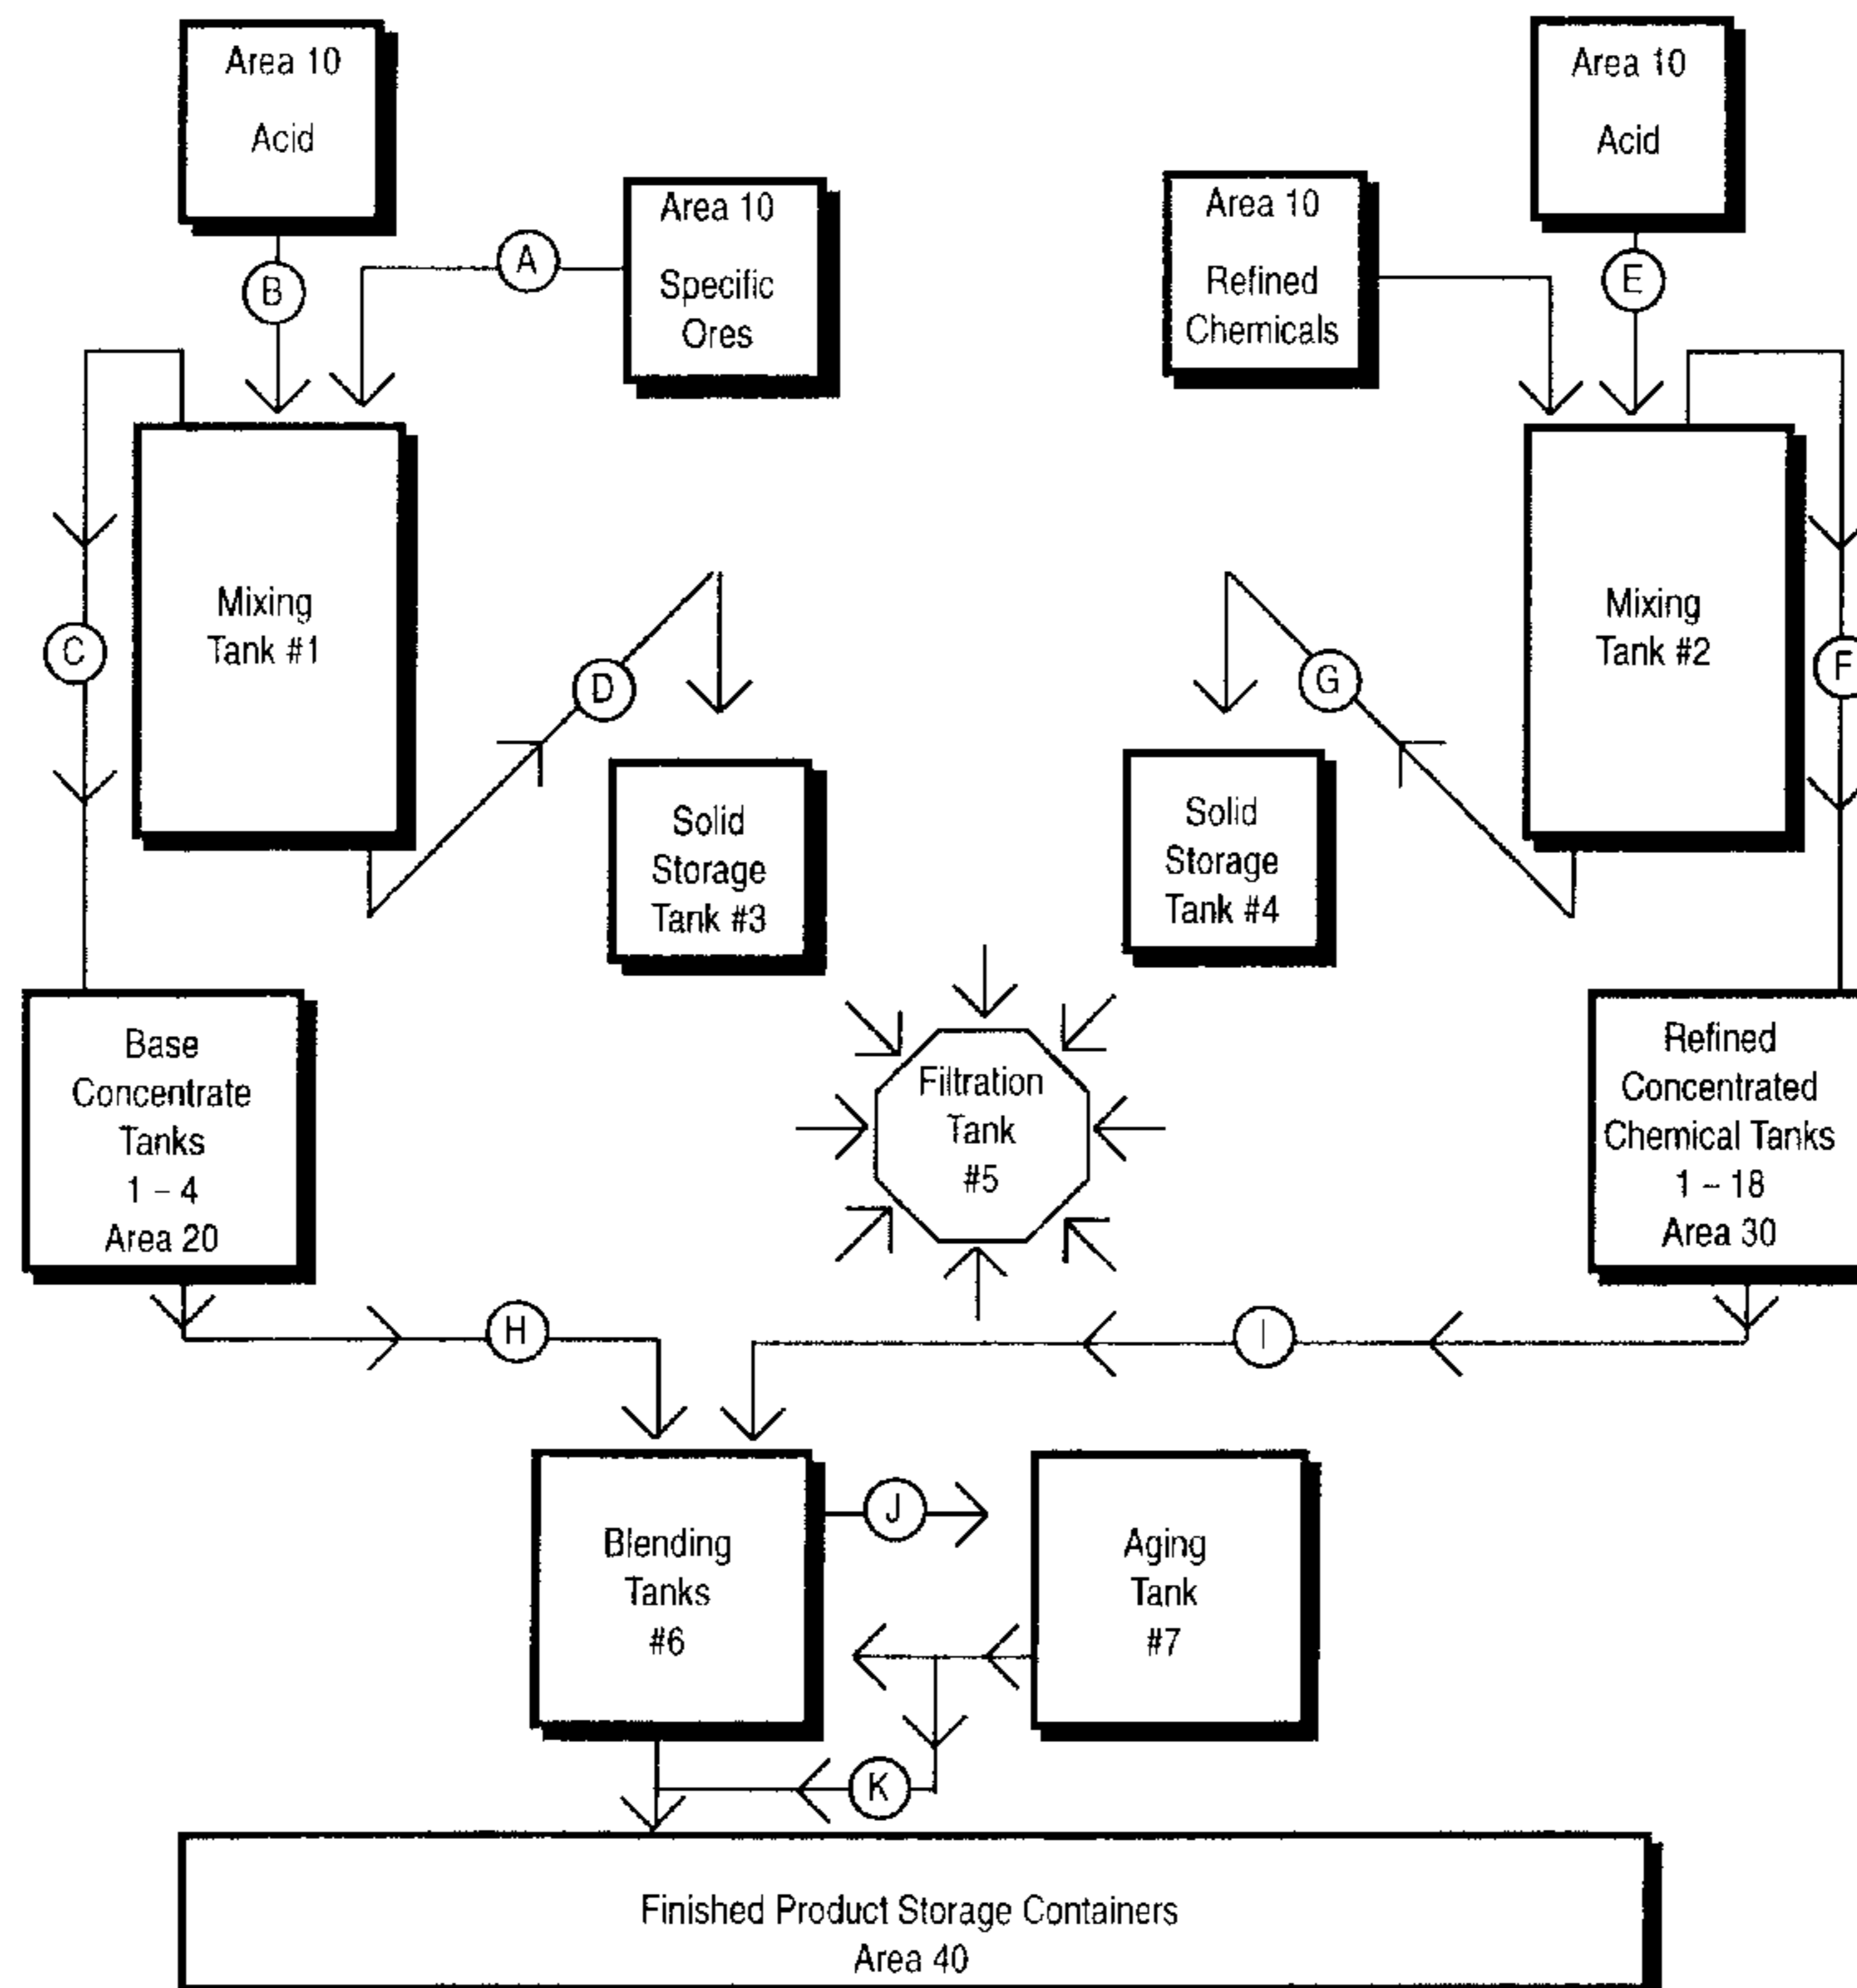 Area 10
Acid
Area 10
Acid
Area 10
Specific
Ores
Area 10
Refined
Chemicals
B
A
E
Mixing
Tank #1
Mixing
Tank #2
C
D
G
F
Solid
Storage
Tank #3
Solid
Storage
Tank #4
Base
Concentrate
Tanks
1 – 4
Area 20
Filtration
Tank
#5
Refined
Concentrated
Chemical Tanks
1 – 18
Area 30
H
I
Blending
Tanks
#6
J
Aging
Tank
#7
K
Finished Product Storage Containers
Area 40